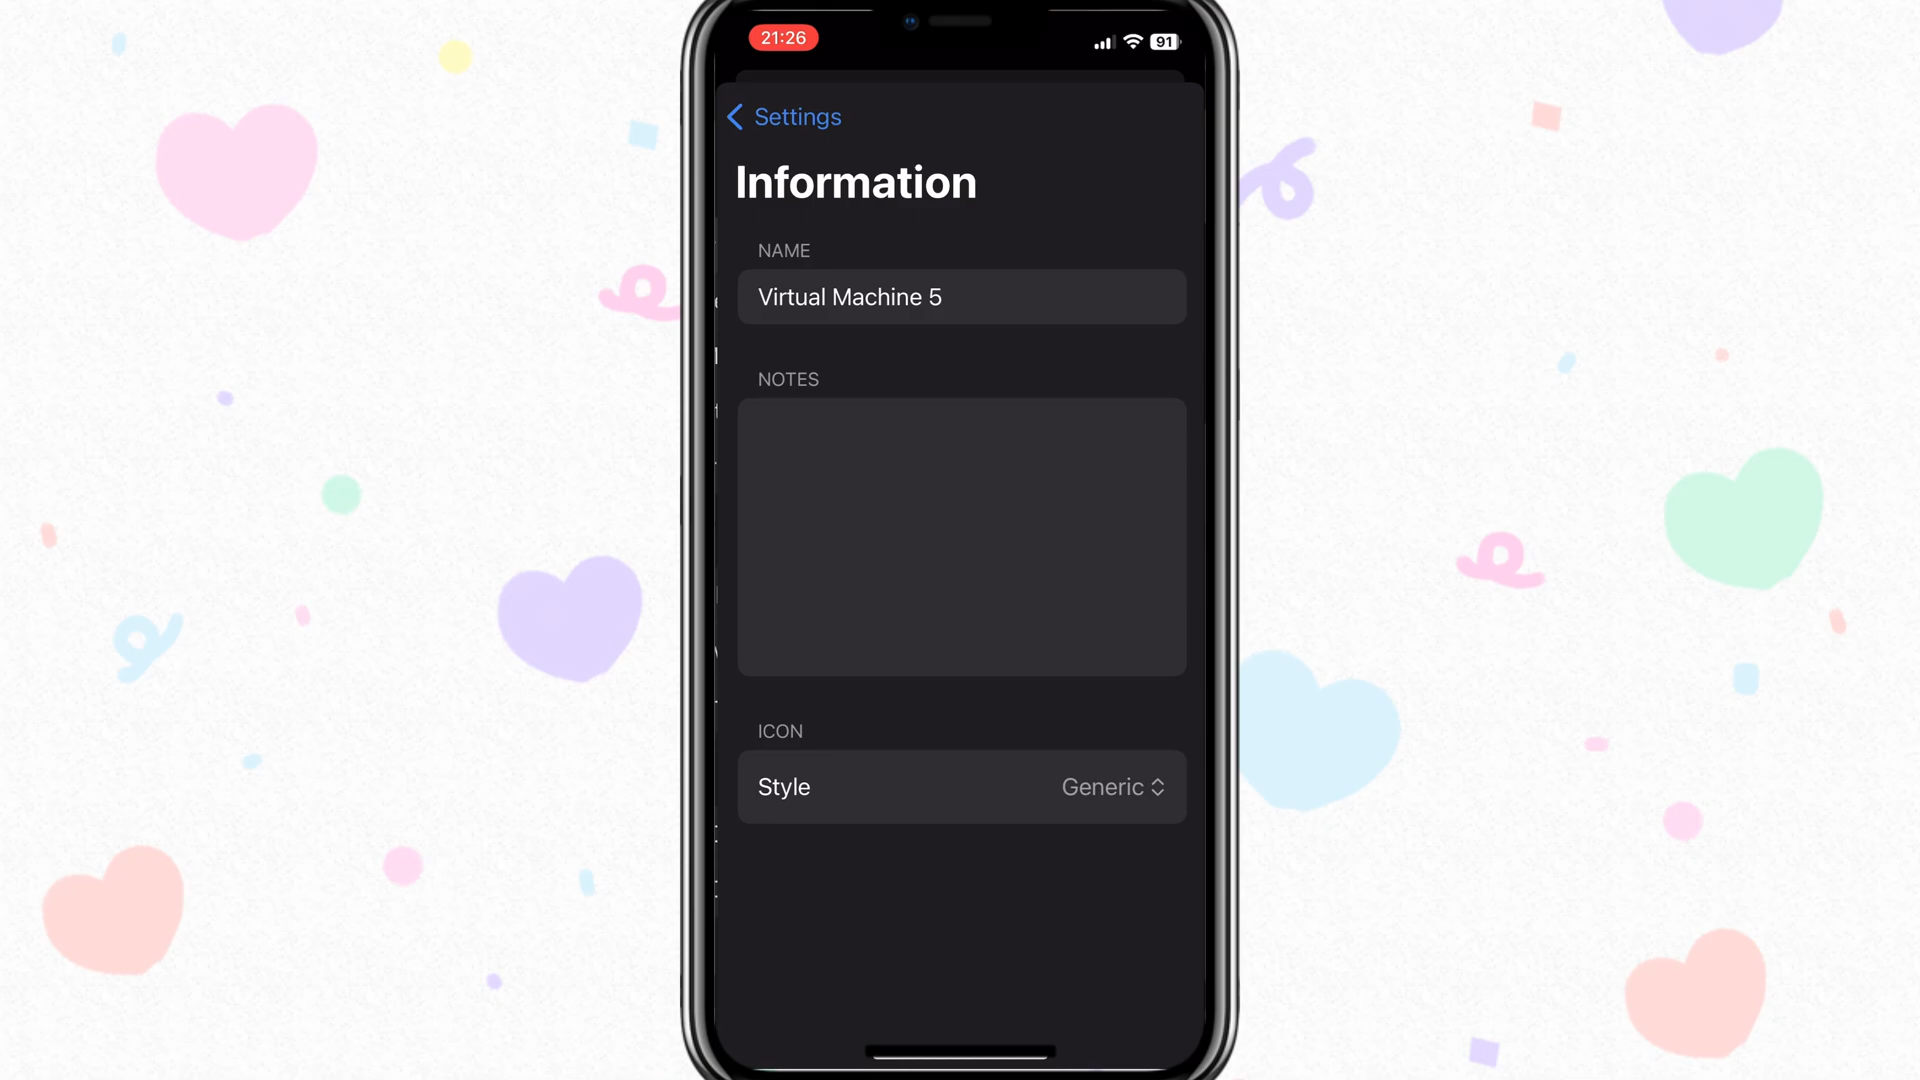 21:26
91
Settings
Information
NAME
Virtual Machine 5
NOTES
ICON
Style
Generic